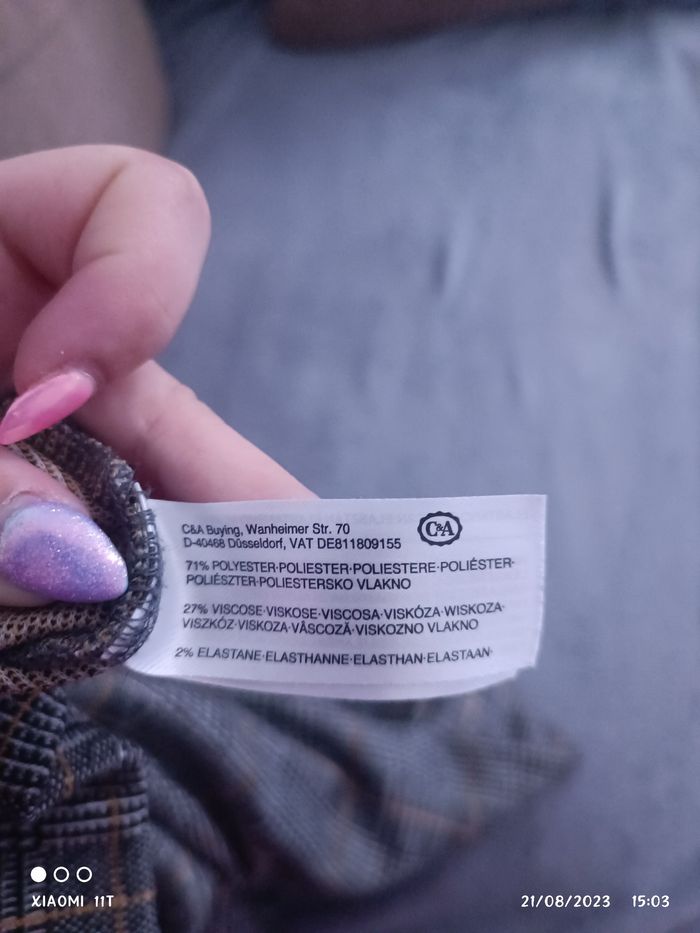 C&A Buying, Wanheimer Str. 70
D-40468 Düsseldorf, VAT DE811809155
C&A
71% POLYESTER·POLIESTER·POLIESTERE·POLIÉSTER·
POLIÉSZTER·POLIESTERSKO VLAKNO
27% VISCOSE·VISKOSE·VISCOSA·VISKÓZA·WISKOZA·
VISZKÓZ·VISKOZA·VÂSCOZĂ·VISKOZNO VLAKNO
2% ELASTANE·ELASTHANNE·ELASTHAN·ELASTAAN·
XIAOMI 11T
21/08/2023 15:03